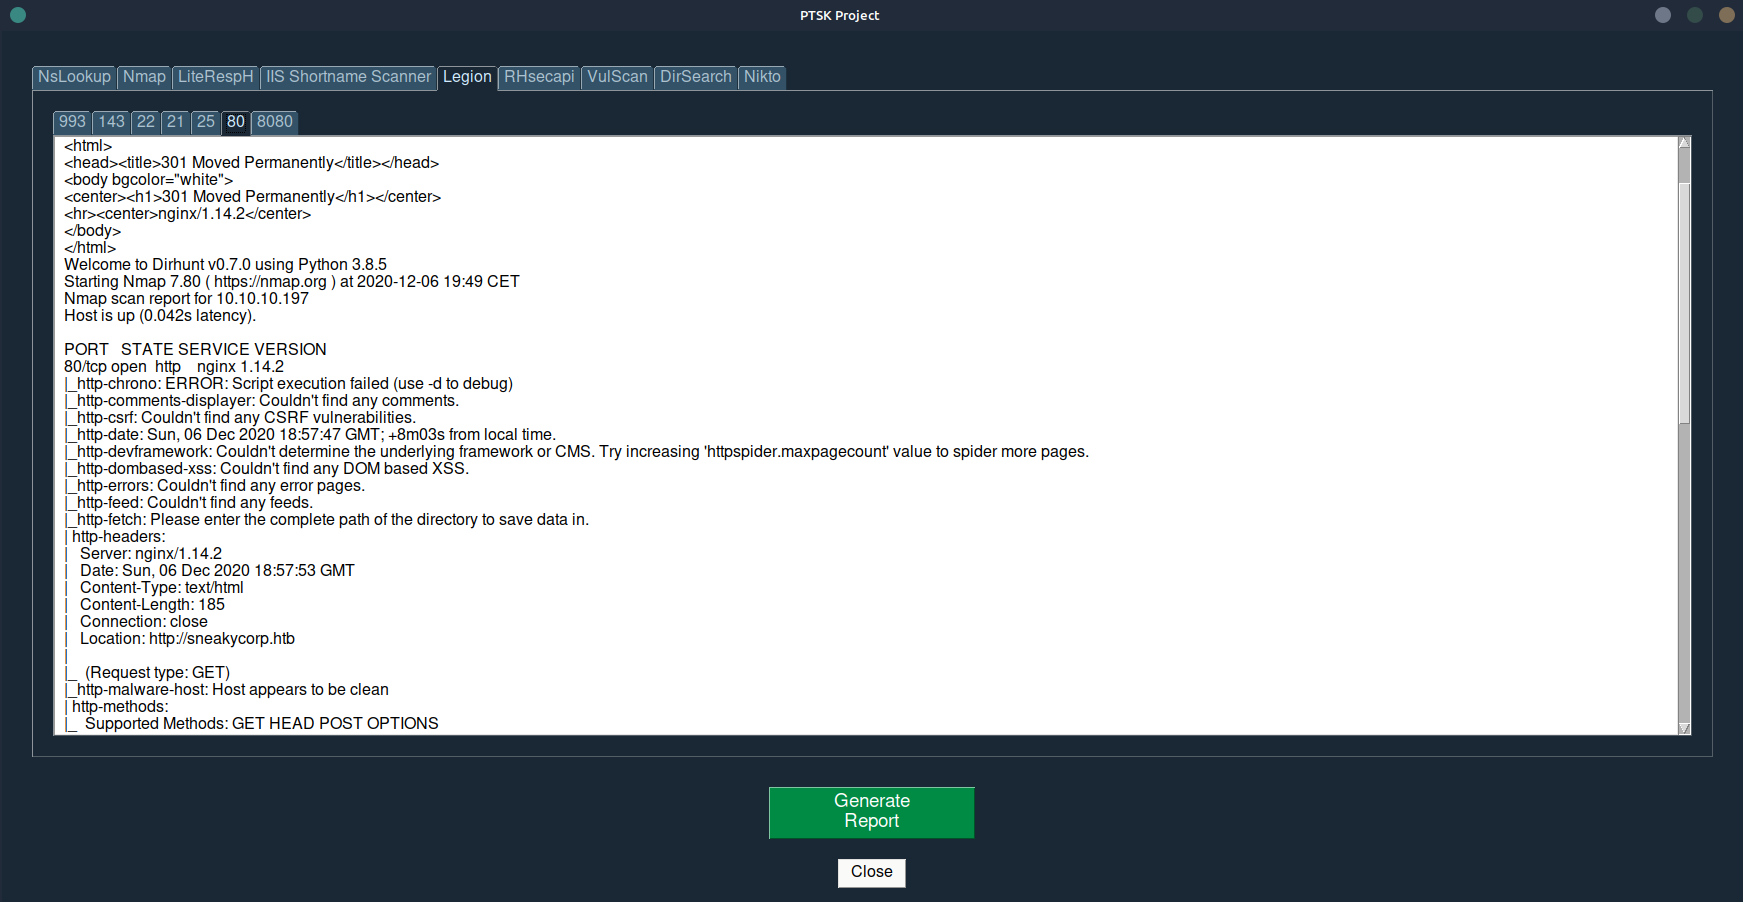 PTSK Project
NsLookup Nmap LiteRespH IIS Shortname Scanner Legion RHsecapi VulScan DirSearch Nikto
993 143 22 21 25 80 8080
<html>
<head><title>301 Moved Permanently</title></head>
<body bgcolor="white">
<center><h1>301 Moved Permanently</h1></center>
<hr><center>nginx/1.14.2</center>
</body>
</html>
Welcome to Dirhunt v0.7.0 using Python 3.8.5
Starting Nmap 7.80 ( https://nmap.org ) at 2020-12-06 19:49 CET
Nmap scan report for 10.10.10.197
Host is up (0.042s latency).
PORT   STATE SERVICE VERSION
80/tcp open  http    nginx 1.14.2
|_http-chrono: ERROR: Script execution failed (use -d to debug)
|_http-comments-displayer: Couldn't find any comments.
|_http-csrf: Couldn't find any CSRF vulnerabilities.
|_http-date: Sun, 06 Dec 2020 18:57:47 GMT; +8m03s from local time.
|_http-devframework: Couldn't determine the underlying framework or CMS. Try increasing 'httpspider.maxpagecount' value to spider more pages.
|_http-dombased-xss: Couldn't find any DOM based XSS.
|_http-errors: Couldn't find any error pages.
|_http-feed: Couldn't find any feeds.
|_http-fetch: Please enter the complete path of the directory to save data in.
| http-headers:
|   Server: nginx/1.14.2
|   Date: Sun, 06 Dec 2020 18:57:53 GMT
|   Content-Type: text/html
|   Content-Length: 185
|   Connection: close
|   Location: http://sneakycorp.htb
|
|_  (Request type: GET)
|_http-malware-host: Host appears to be clean
| http-methods:
|_  Supported Methods: GET HEAD POST OPTIONS
Generate
Report
Close